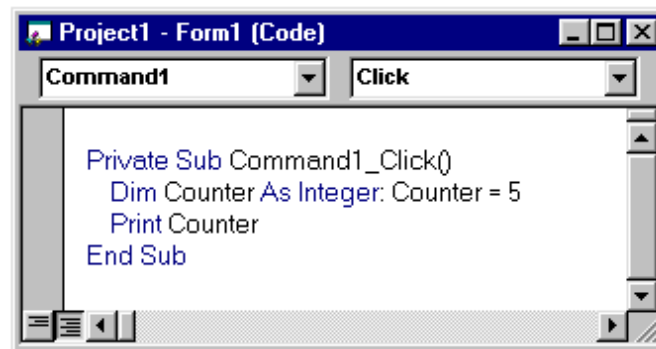 Project1 - Form1 (Code)
Command1 Click
Private Sub Command1_Click()
Dim Counter As Integer: Counter = 5
Print Counter
End Sub